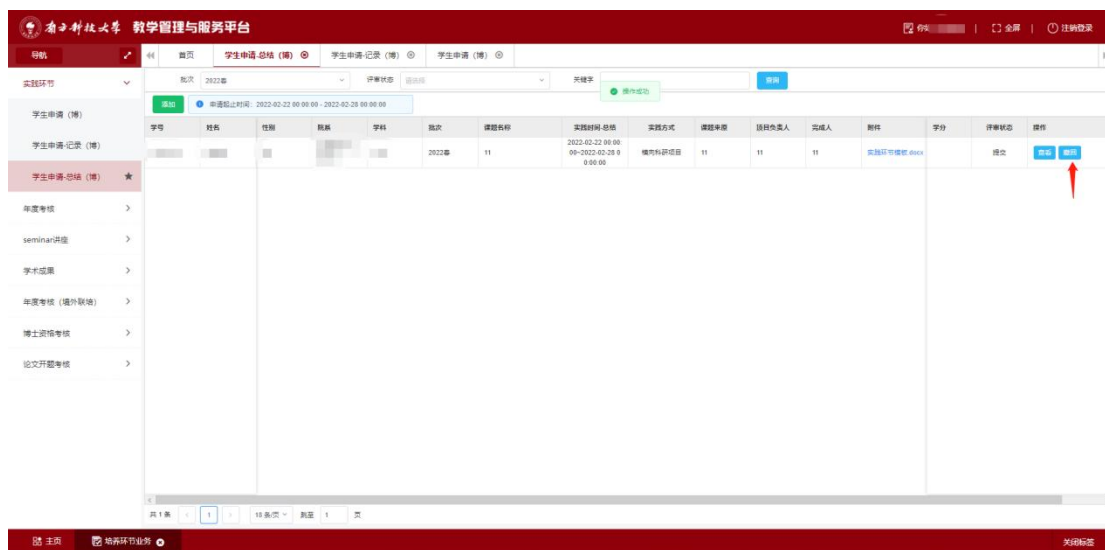 南方科技大学 教学管理与服务平台
你好
全屏
注销登录
导航
首页
学生申请-总结（博）
学生申请-记录（博）
学生申请（博）
实践环节
学生申请（博）
学生申请-记录（博）
学生申请-总结（博）
年度考核
seminar讲座
学术成果
年度考核（境外联培）
博士资格考核
论文开题考核
批次 2022春 评审状态 请选择 关键字 查询
操作成功
添加 申请起止时间：2022-02-22 00:00:00 - 2022-02-28 00:00:00
学号 姓名 性别 院系 学科 批次 课题名称 实践时间-总结 实践方式 课题来源 项目负责人 完成人 附件 学分 评审状态 操作
2022春 11 2022-02-22 00:00:00~2022-02-28 00:00:00 横向科研项目 11 11 11 实践环节模板.docx 提交 查看 撤回
共 1 条 1 10 条/页 到至 1 页
主页 培养环节业务 关闭标签